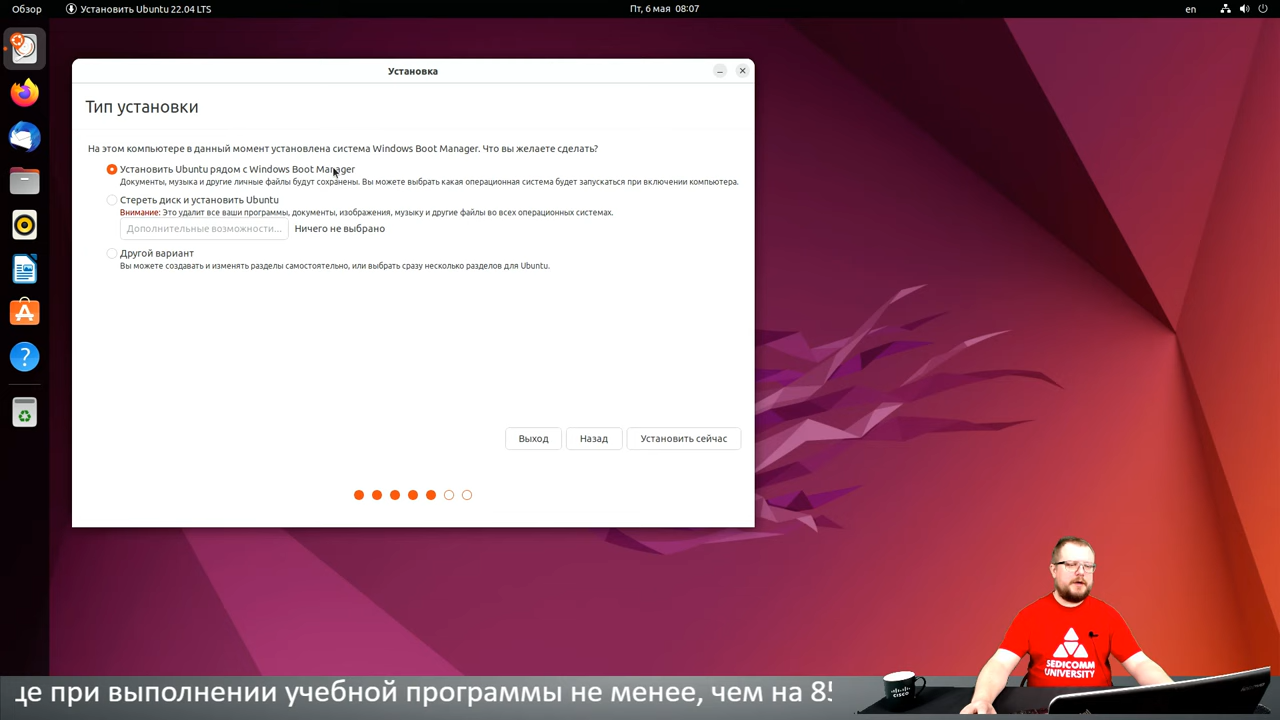 Обзор
Установить Ubuntu 22.04 LTS
Пт, 6 мая 08:07
en
Установка
Тип установки
На этом компьютере в данный момент установлена система Windows Boot Manager. Что вы желаете сделать?
Установить Ubuntu рядом с Windows Boot Manager
Документы, музыка и другие личные файлы будут сохранены. Вы можете выбрать какая операционная система будет запускаться при включении компьютера.
Стереть диск и установить Ubuntu
Внимание: Это удалит все ваши программы, документы, изображения, музыку и другие файлы во всех операционных системах.
Дополнительные возможности... Ничего не выбрано
Другой вариант
Вы можете создавать и изменять разделы самостоятельно, или выбрать сразу несколько разделов для Ubuntu.
Выход Назад Установить сейчас
SEDICOMM
UNIVERSITY
CISCO
це при выполнении учебной программы не менее, чем на 85